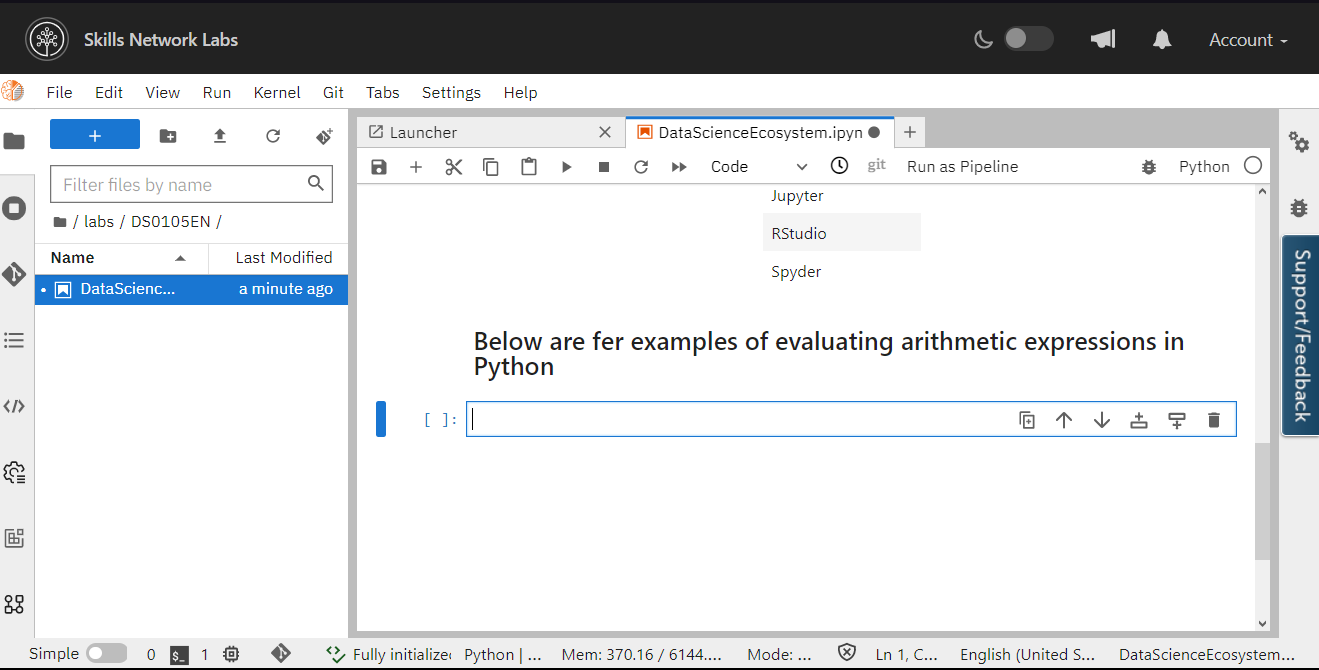 Skills Network Labs
Account
File Edit View Run Kernel Git Tabs Settings Help
+
Launcher
DataScienceEcosystem.ipyn
Code
git
Run as Pipeline
Python
Filter files by name
/ labs / DS0105EN /
Name
Last Modified
DataScienc...
a minute ago
Jupyter
RStudio
Spyder
Below are fer examples of evaluating arithmetic expressions in
Python
[ ]:
Support/Feedback
Simple
0
$_
1
Fully initialize
Python | ...
Mem: 370.16 / 6144....
Mode: ...
Ln 1, C...
English (United S...
DataScienceEcosystem...